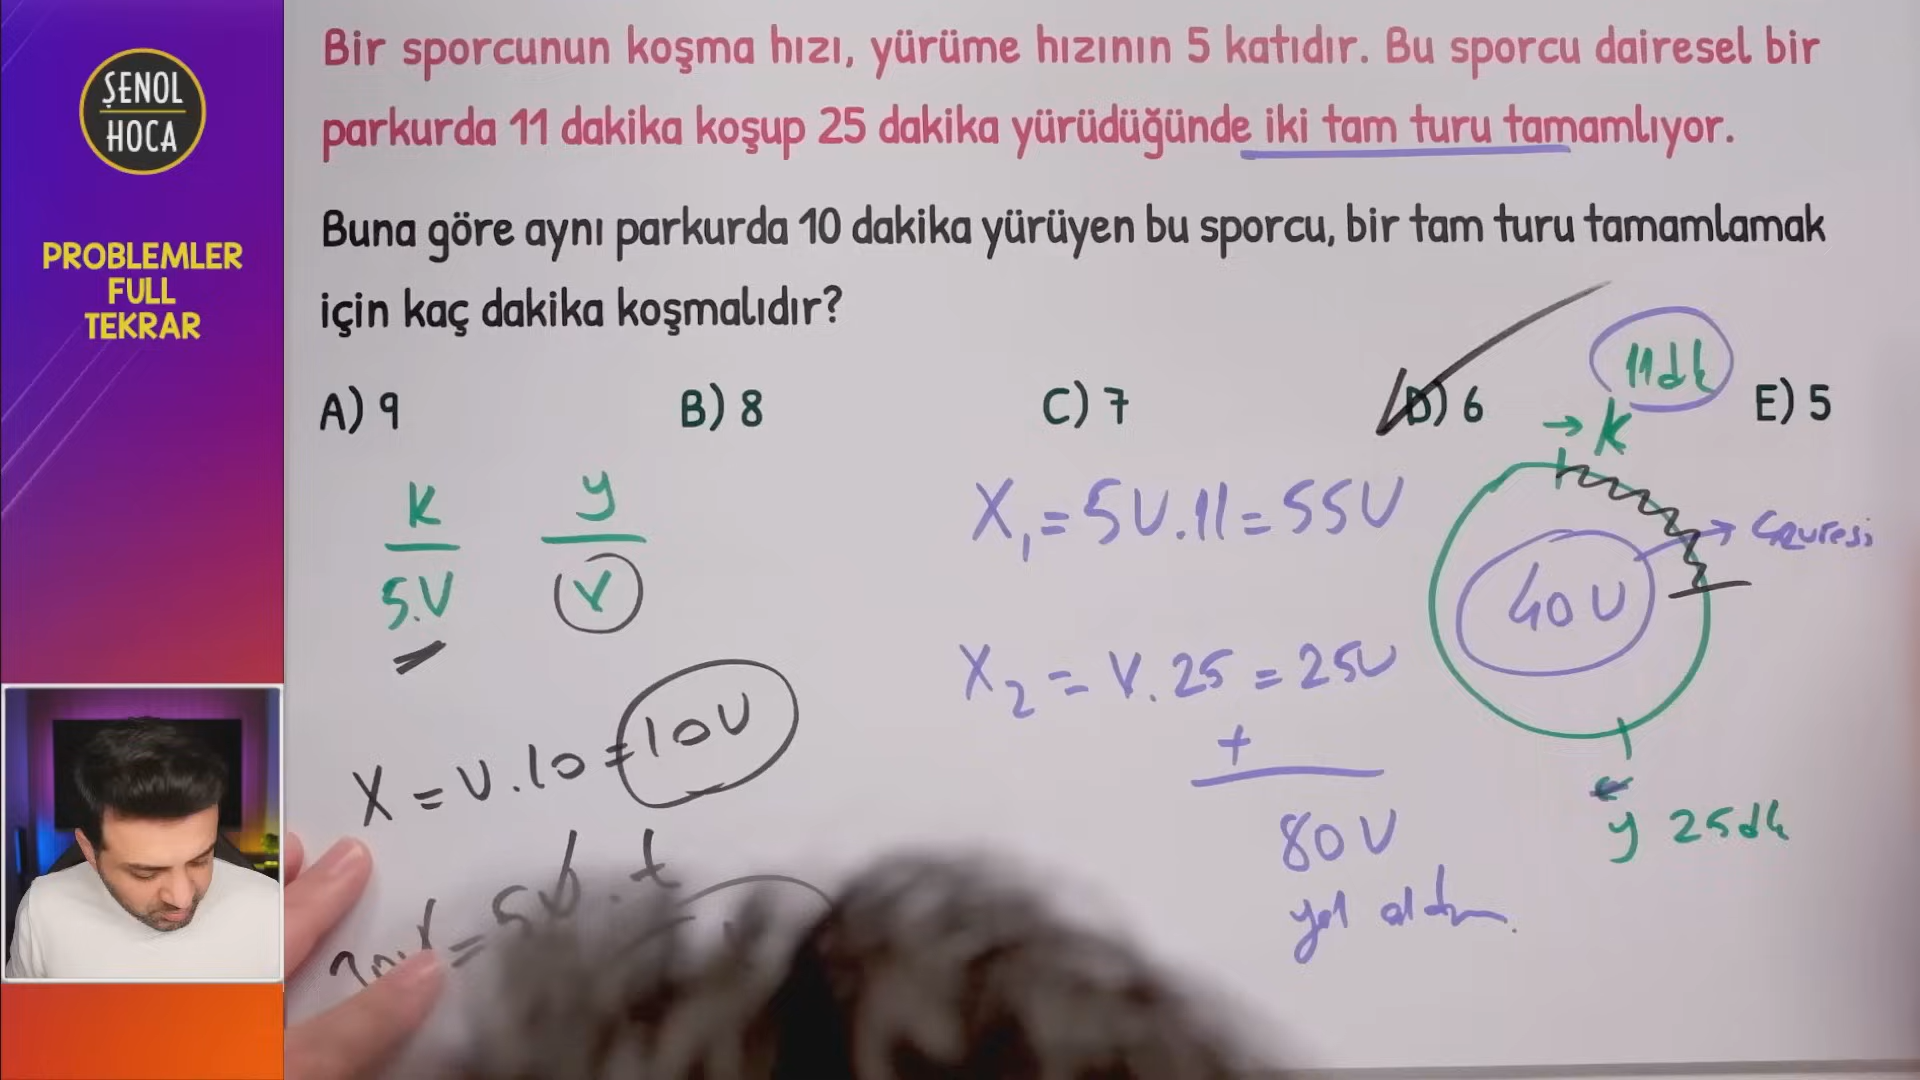 ŞENOL
HOCA
PROBLEMLER
FULL
TEKRAR
Bir sporcunun koşma hızı, yürüme hızının 5 katıdır. Bu sporcu dairesel bir
parkurda 11 dakika koşup 25 dakika yürüdüğünde iki tam turu tamamlıyor.
Buna göre aynı parkurda 10 dakika yürüyen bu sporcu, bir tam turu tamamlamak
için kaç dakika koşmalıdır?
A) 9
B) 8
C) 7
D) 6
E) 5
11dk
→ k
K
5.V
y
V
X = V.10 = 10V
= 5V.t
X₁ = 5V.11 = 55V
X₂ = V.25 = 25V
+
80V
yol aldım.
40V
→ Çevresi
y 25dk